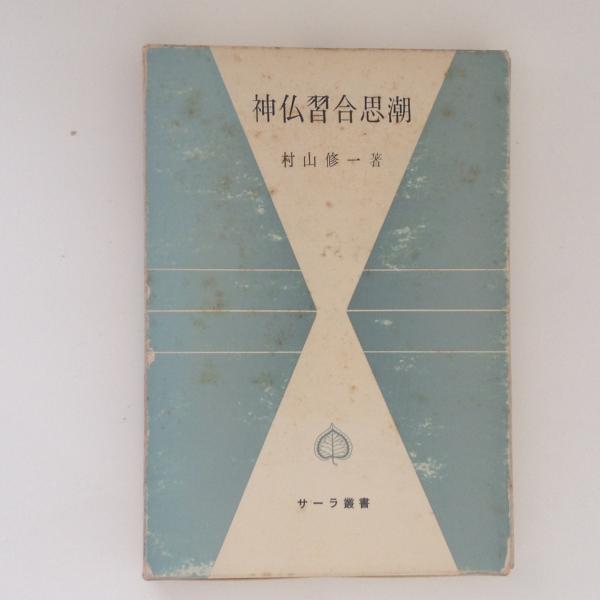 神仏習合思潮
村山修一著
サーラ叢書